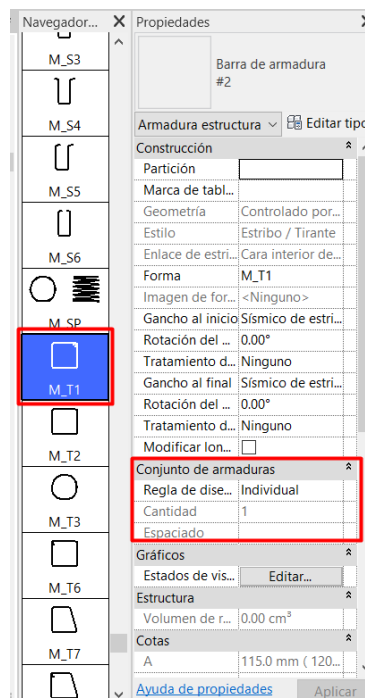 Navegador...
M_S3
M_S4
M_S5
M_S6
M_SP
M_T1
M_T2
M_T3
M_T6
M_T7
Propiedades
Barra de armadura
#2
Armadura estructura
Editar tipo
Construcción
Partición
Marca de tabl...
Geometría Controlado por...
Estilo Estribo / Tirante
Enlace de estri... Cara interior de...
Forma M_T1
Imagen de for... <Ninguno>
Gancho al inicio Sísmico de estri...
Rotación del ... 0.00°
Tratamiento d... Ninguno
Gancho al final Sísmico de estri...
Rotación del ... 0.00°
Tratamiento d... Ninguno
Modificar lon...
Conjunto de armaduras
Regla de dise... Individual
Cantidad 1
Espaciado
Gráficos
Estados de vis... Editar...
Estructura
Volumen de r... 0.00 cm³
Cotas
A 115.0 mm ( 120...
Ayuda de propiedades Aplicar